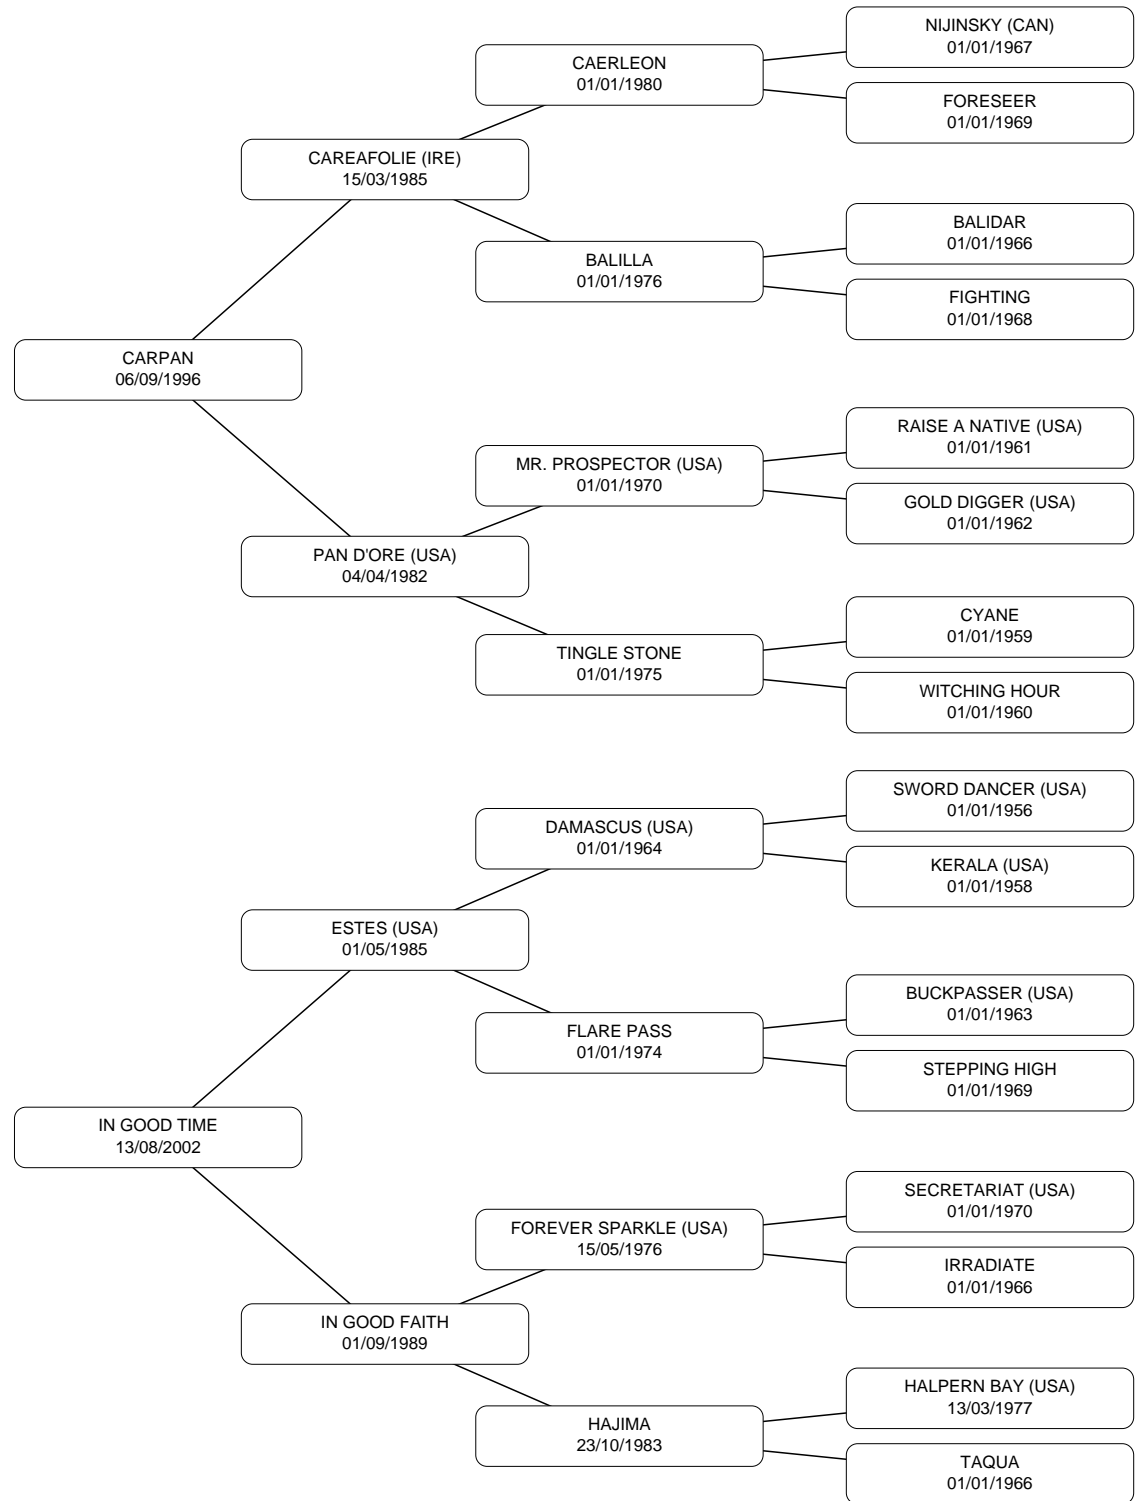 NIJINSKY (CAN)
01/01/1967
CAERLEON
01/01/1980
FORESEER
01/01/1969
CAREAFOLIE (IRE)
15/03/1985
BALIDAR
01/01/1966
BALILLA
01/01/1976
FIGHTING
01/01/1968
CARPAN
06/09/1996
RAISE A NATIVE (USA)
01/01/1961
MR. PROSPECTOR (USA)
01/01/1970
GOLD DIGGER (USA)
01/01/1962
PAN D'ORE (USA)
04/04/1982
CYANE
01/01/1959
TINGLE STONE
01/01/1975
WITCHING HOUR
01/01/1960
SWORD DANCER (USA)
01/01/1956
DAMASCUS (USA)
01/01/1964
KERALA (USA)
01/01/1958
ESTES (USA)
01/05/1985
BUCKPASSER (USA)
01/01/1963
FLARE PASS
01/01/1974
STEPPING HIGH
01/01/1969
IN GOOD TIME
13/08/2002
SECRETARIAT (USA)
01/01/1970
FOREVER SPARKLE (USA)
15/05/1976
IRRADIATE
01/01/1966
IN GOOD FAITH
01/09/1989
HALPERN BAY (USA)
13/03/1977
HAJIMA
23/10/1983
TAQUA
01/01/1966